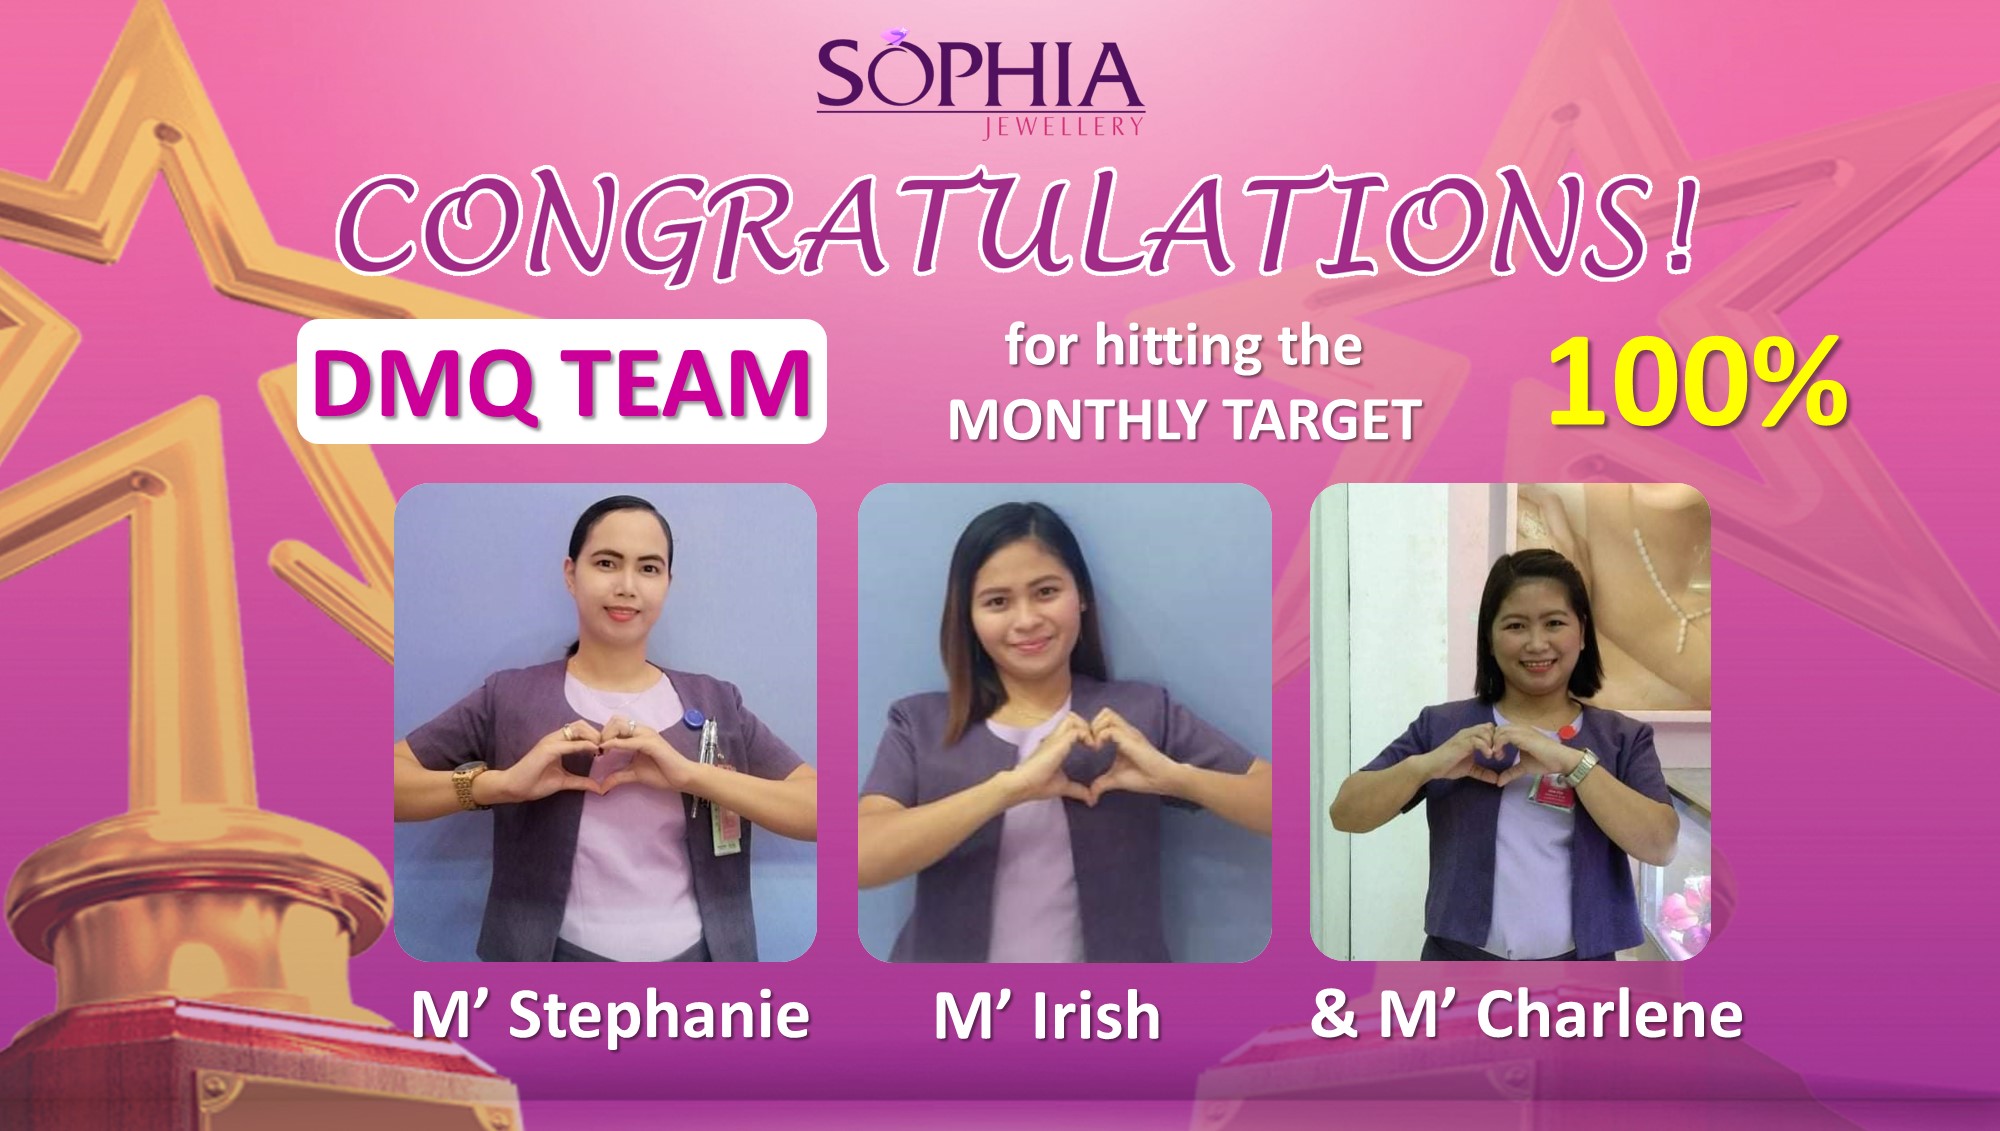 SOPHIA
JEWELLERY
CONGRATULATIONS!
DMQ TEAM
for hitting the
MONTHLY TARGET
100%
M’ Stephanie
M’ Irish
& M’ Charlene